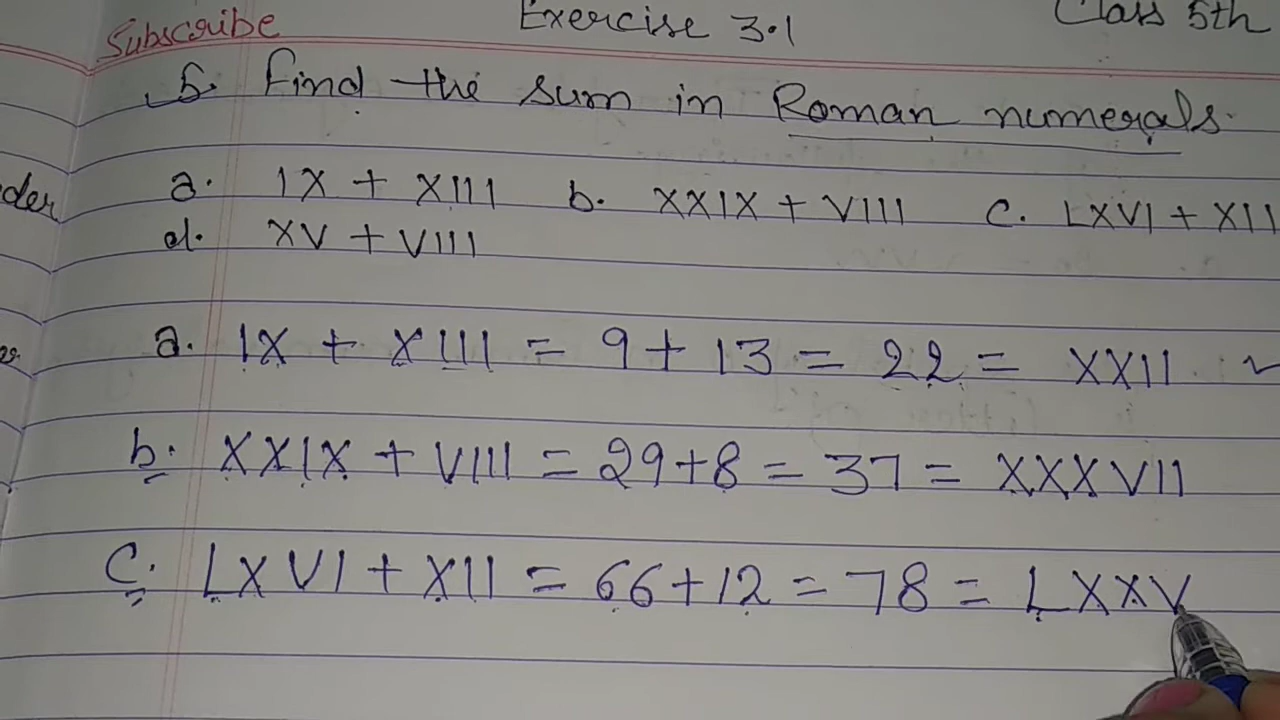 Subscribe Exercise 3.1 Class 5th
5. Find the sum in Roman numerals.
der a. IX + XIII b. XXIX + VIII c. LXVI + XII
d. XV + VIII
a. IX + XIII = 9 + 13 = 22 = XXII
b. XXIX + VIII = 29 + 8 = 37 = XXXVII
C. LXVI + XII = 66 + 12 = 78 = LXXV